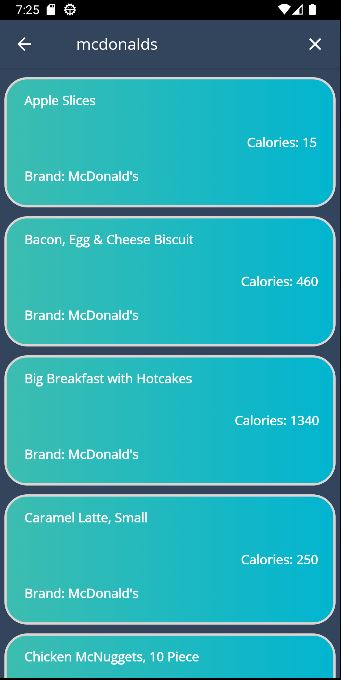 7:25
mcdonalds
Apple Slices
Calories: 15
Brand: McDonald's
Bacon, Egg & Cheese Biscuit
Calories: 460
Brand: McDonald's
Big Breakfast with Hotcakes
Calories: 1340
Brand: McDonald's
Caramel Latte, Small
Calories: 250
Brand: McDonald's
Chicken McNuggets, 10 Piece